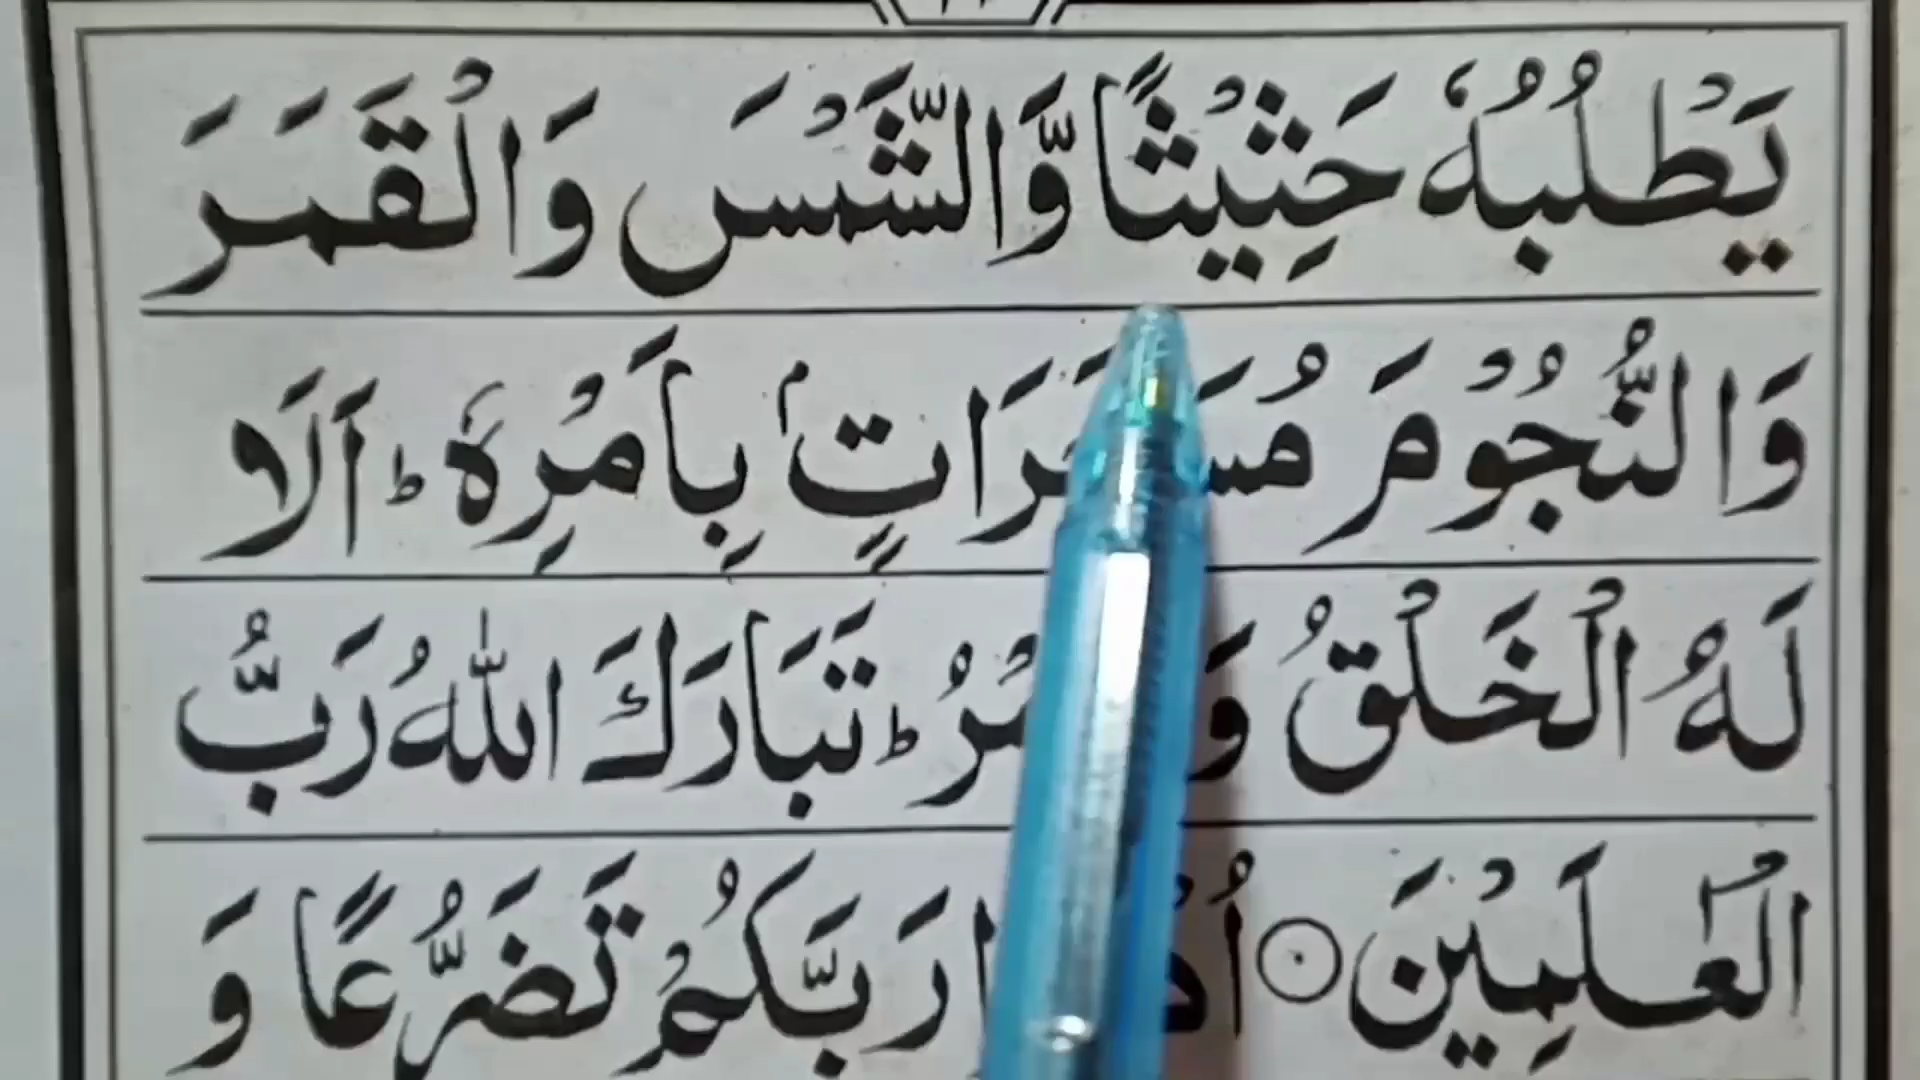 يَطْلُبُهٗ حَثِيْثًا وَّالشَّمْسَ وَالْقَمَرَ
وَالنُّجُوْمَ بِاَمْرِهٖ ؕ اَلَا
لَهُ الْخَلْقُ تَبَارَكَ اللّٰهُ رَبُّ
الْعٰلَمِيْنَ ۝ رَبَّكُمْ تَضَرُّعًا وَ